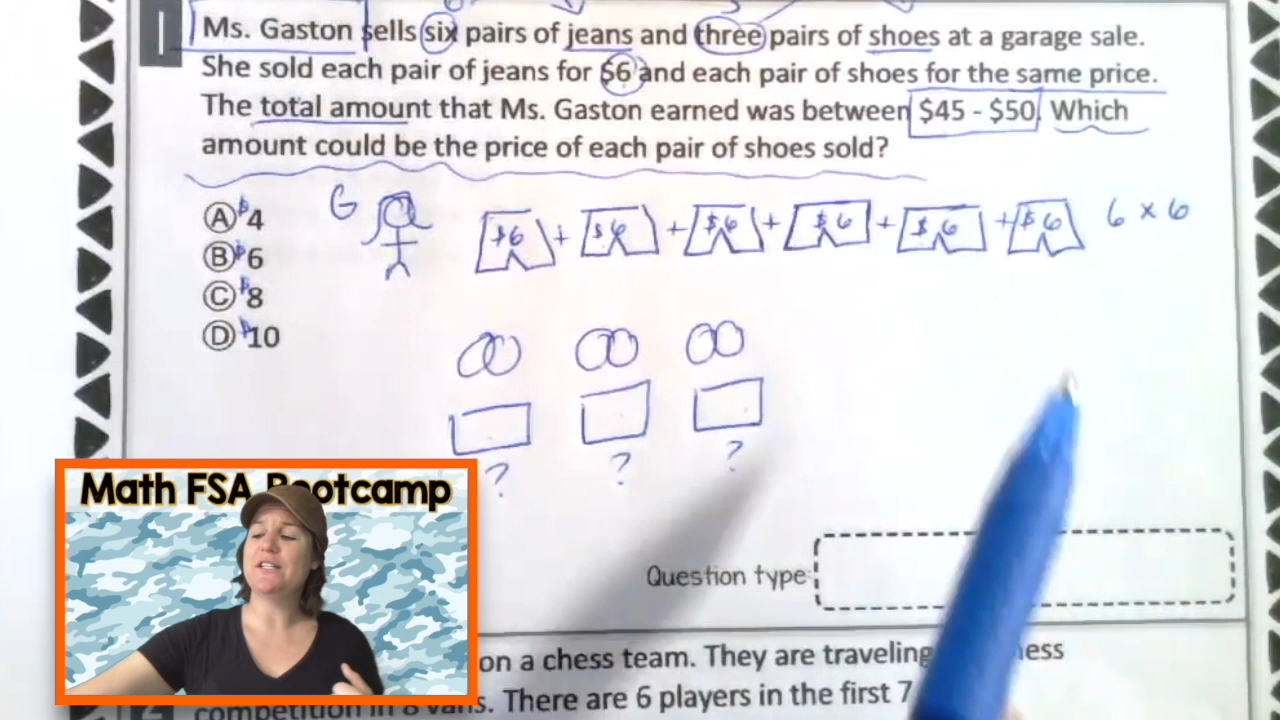 1
Ms. Gaston sells six pairs of jeans and three pairs of shoes at a garage sale.
She sold each pair of jeans for $6 and each pair of shoes for the same price.
The total amount that Ms. Gaston earned was between $45 - $50. Which
amount could be the price of each pair of shoes sold?
A $4
B $6
C $8
D $10
G
$6 + $6 + $6 + $6 + $6 + $6 6 x 6
? ? ?
Math FSA Bootcamp
Question type:
on a chess team. They are traveling
competition in 8 vans. There are 6 players in the first 7